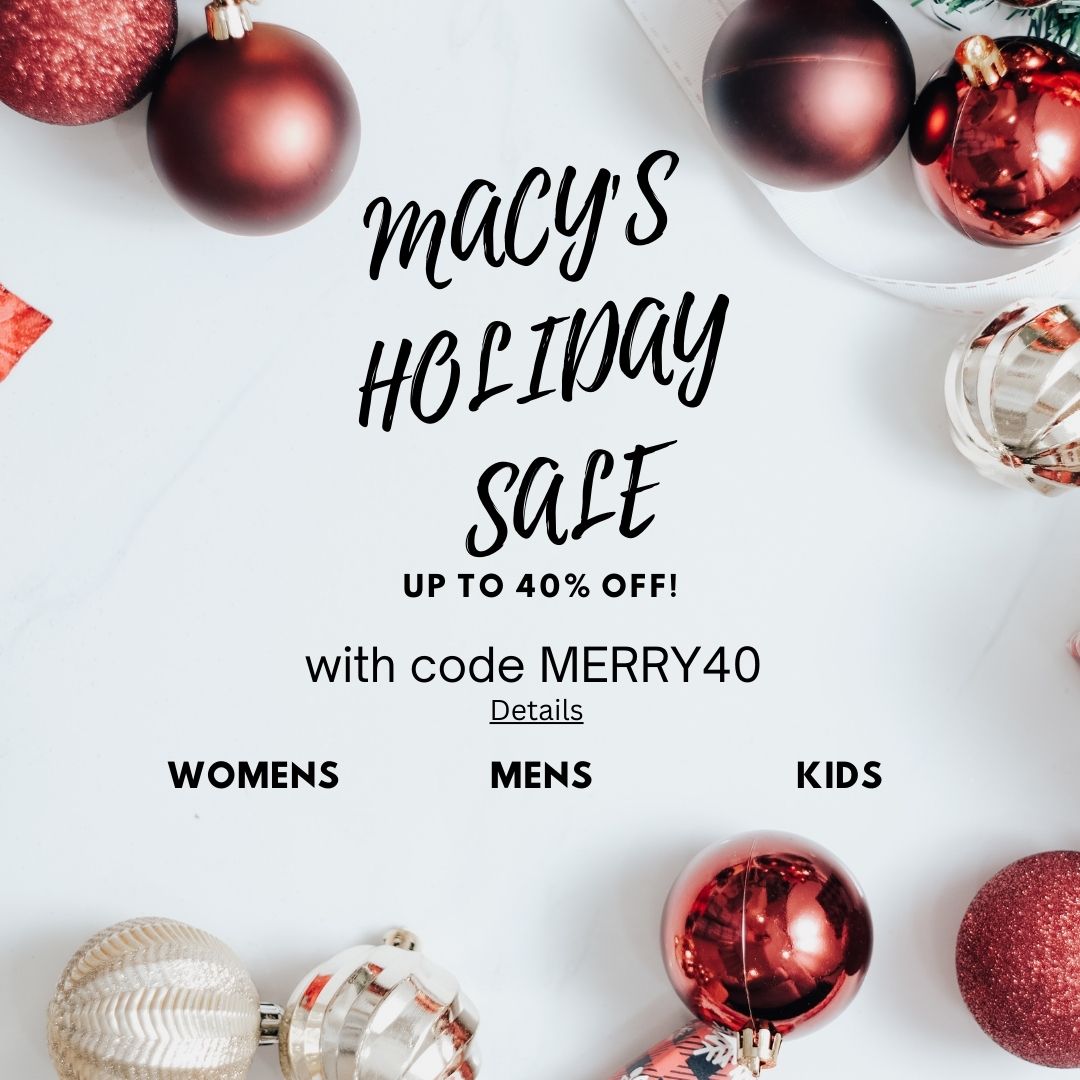 MACY'S
HOLIDAY
SALE
UP TO 40% OFF!
with code MERRY40
Details
WOMENS MENS KIDS